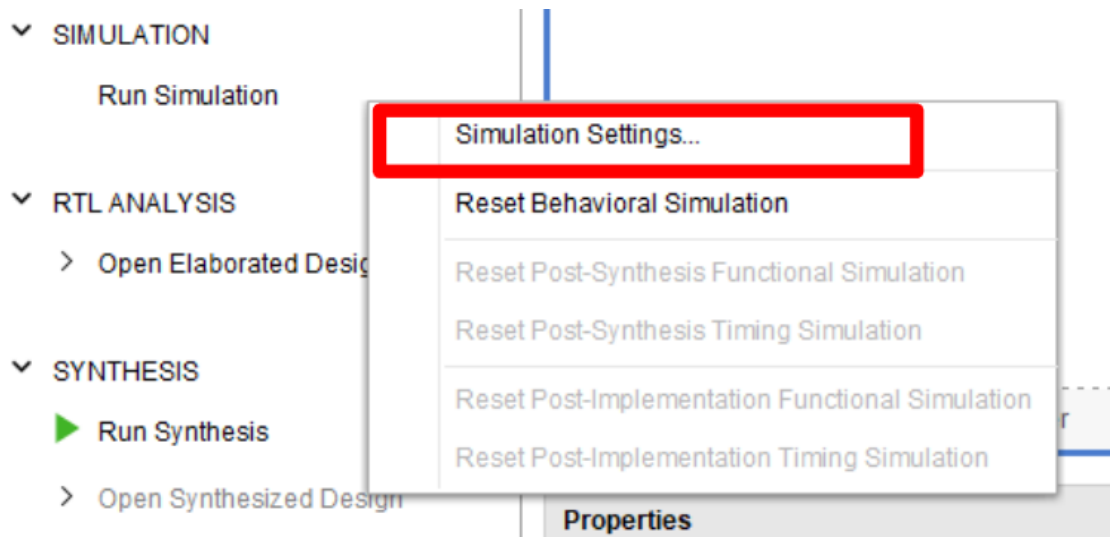 SIMULATION
Run Simulation
Simulation Settings...
RTL ANALYSIS
Reset Behavioral Simulation
Open Elaborated Desig
Reset Post-Synthesis Functional Simulation
Reset Post-Synthesis Timing Simulation
SYNTHESIS
Reset Post-Implementation Functional Simulation
r
Run Synthesis
Reset Post-Implementation Timing Simulation
Open Synthesized Design
Properties